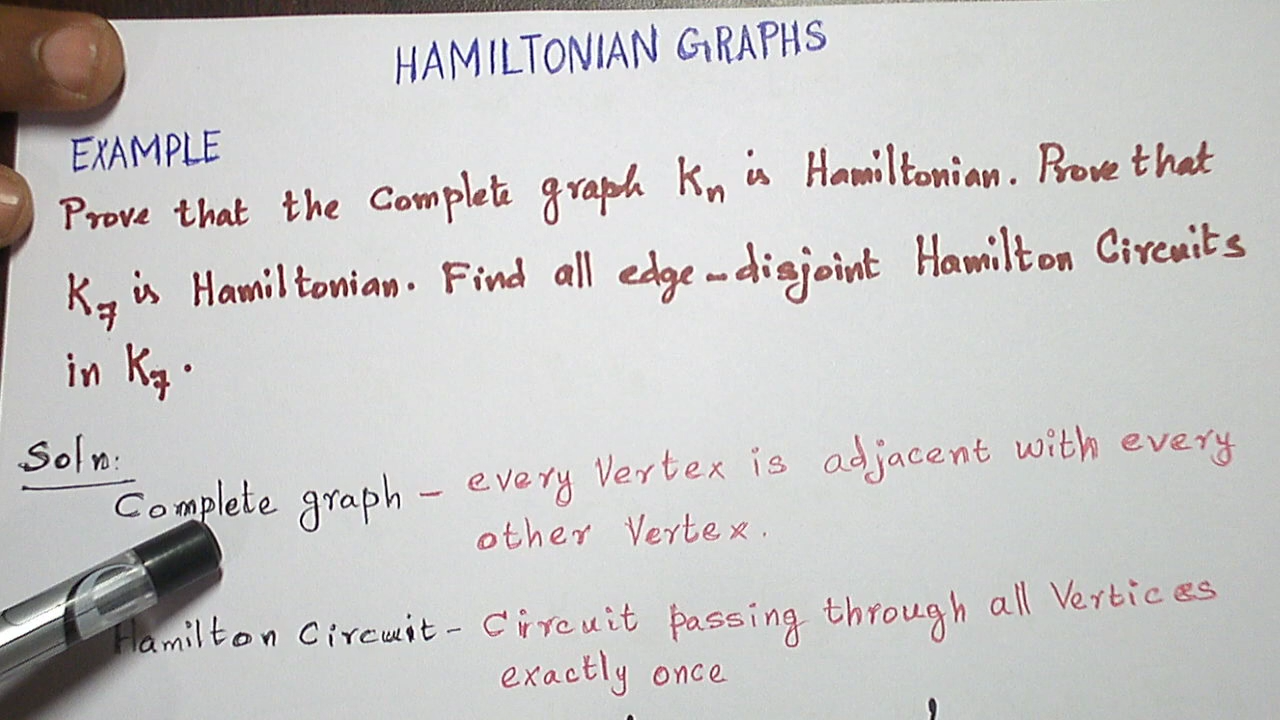 HAMILTONIAN GRAPHS
EXAMPLE
Prove that the Complete graph Kn is Hamiltonian. Prove that
K7 is Hamiltonian. Find all edge-disjoint Hamilton Circuits
in K7.
Soln:
Complete graph - every Vertex is adjacent with every
other Vertex.
Hamilton Circuit - Circuit passing through all Vertices
exactly once